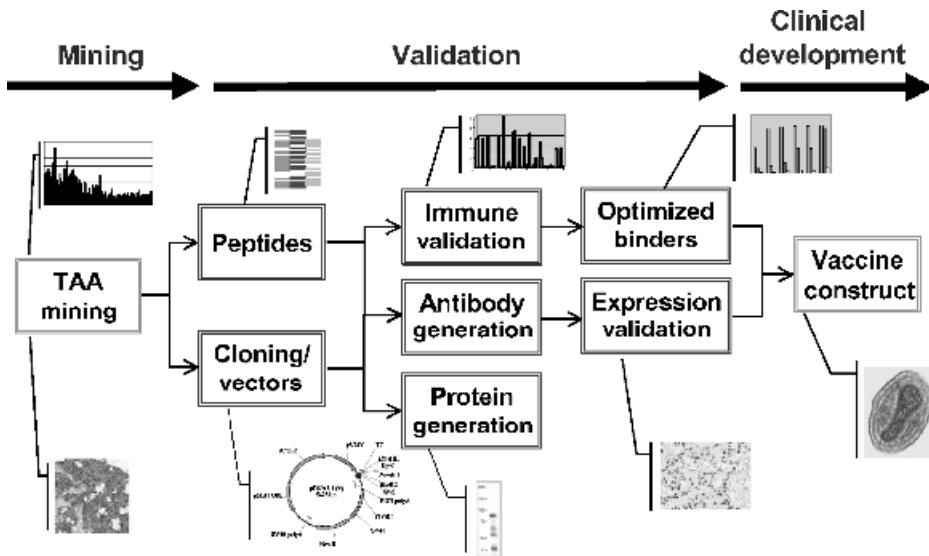 Mining
Validation
Clinical
development
TAA
mining
Peptides
Cloning/
vectors
Immune
validation
Antibody
generation
Protein
generation
Optimized
binders
Expression
validation
Vaccine
construct